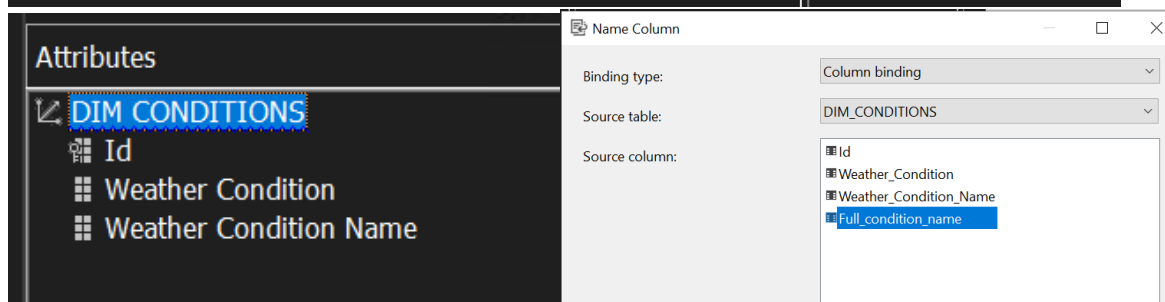 Attributes
DIM CONDITIONS
Id
Weather Condition
Weather Condition Name
Name Column
Binding type:
Column binding
Source table:
DIM_CONDITIONS
Source column:
Id
Weather_Condition
Weather_Condition_Name
Full_condition_name